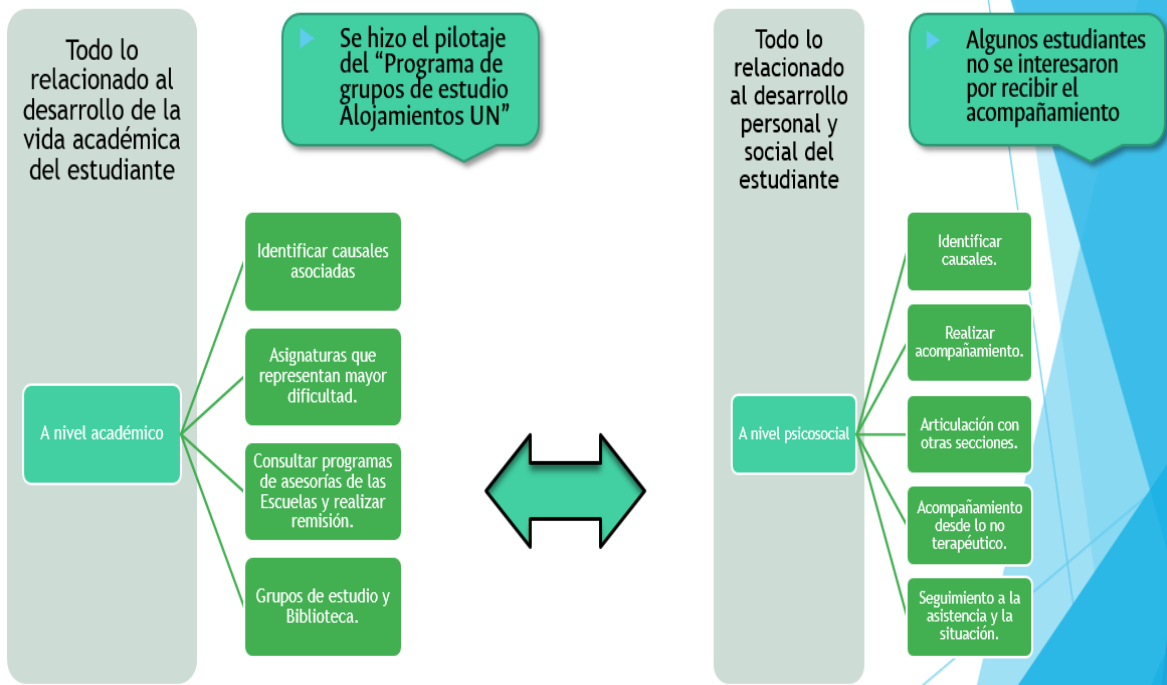 Todo lo
relacionado al
desarrollo de la
vida académica
del estudiante
Se hizo el pilotaje
del “Programa de
grupos de estudio
Alojamientos UN”
A nivel académico
Identificar causales
asociadas
Asignaturas que
representan mayor
dificultad.
Consultar programas
de asesorías de las
Escuelas y realizar
remisión.
Grupos de estudio y
Biblioteca.
Todo lo
relacionado
al desarrollo
personal y
social del
estudiante
Algunos estudiantes
no se interesaron
por recibir el
acompañamiento
A nivel psicosocial
Identificar
causales.
Realizar
acompañamiento.
Articulación con
otras secciones.
Acompañamiento
desde lo no
terapéutico.
Seguimiento a la
asistencia y la
situación.